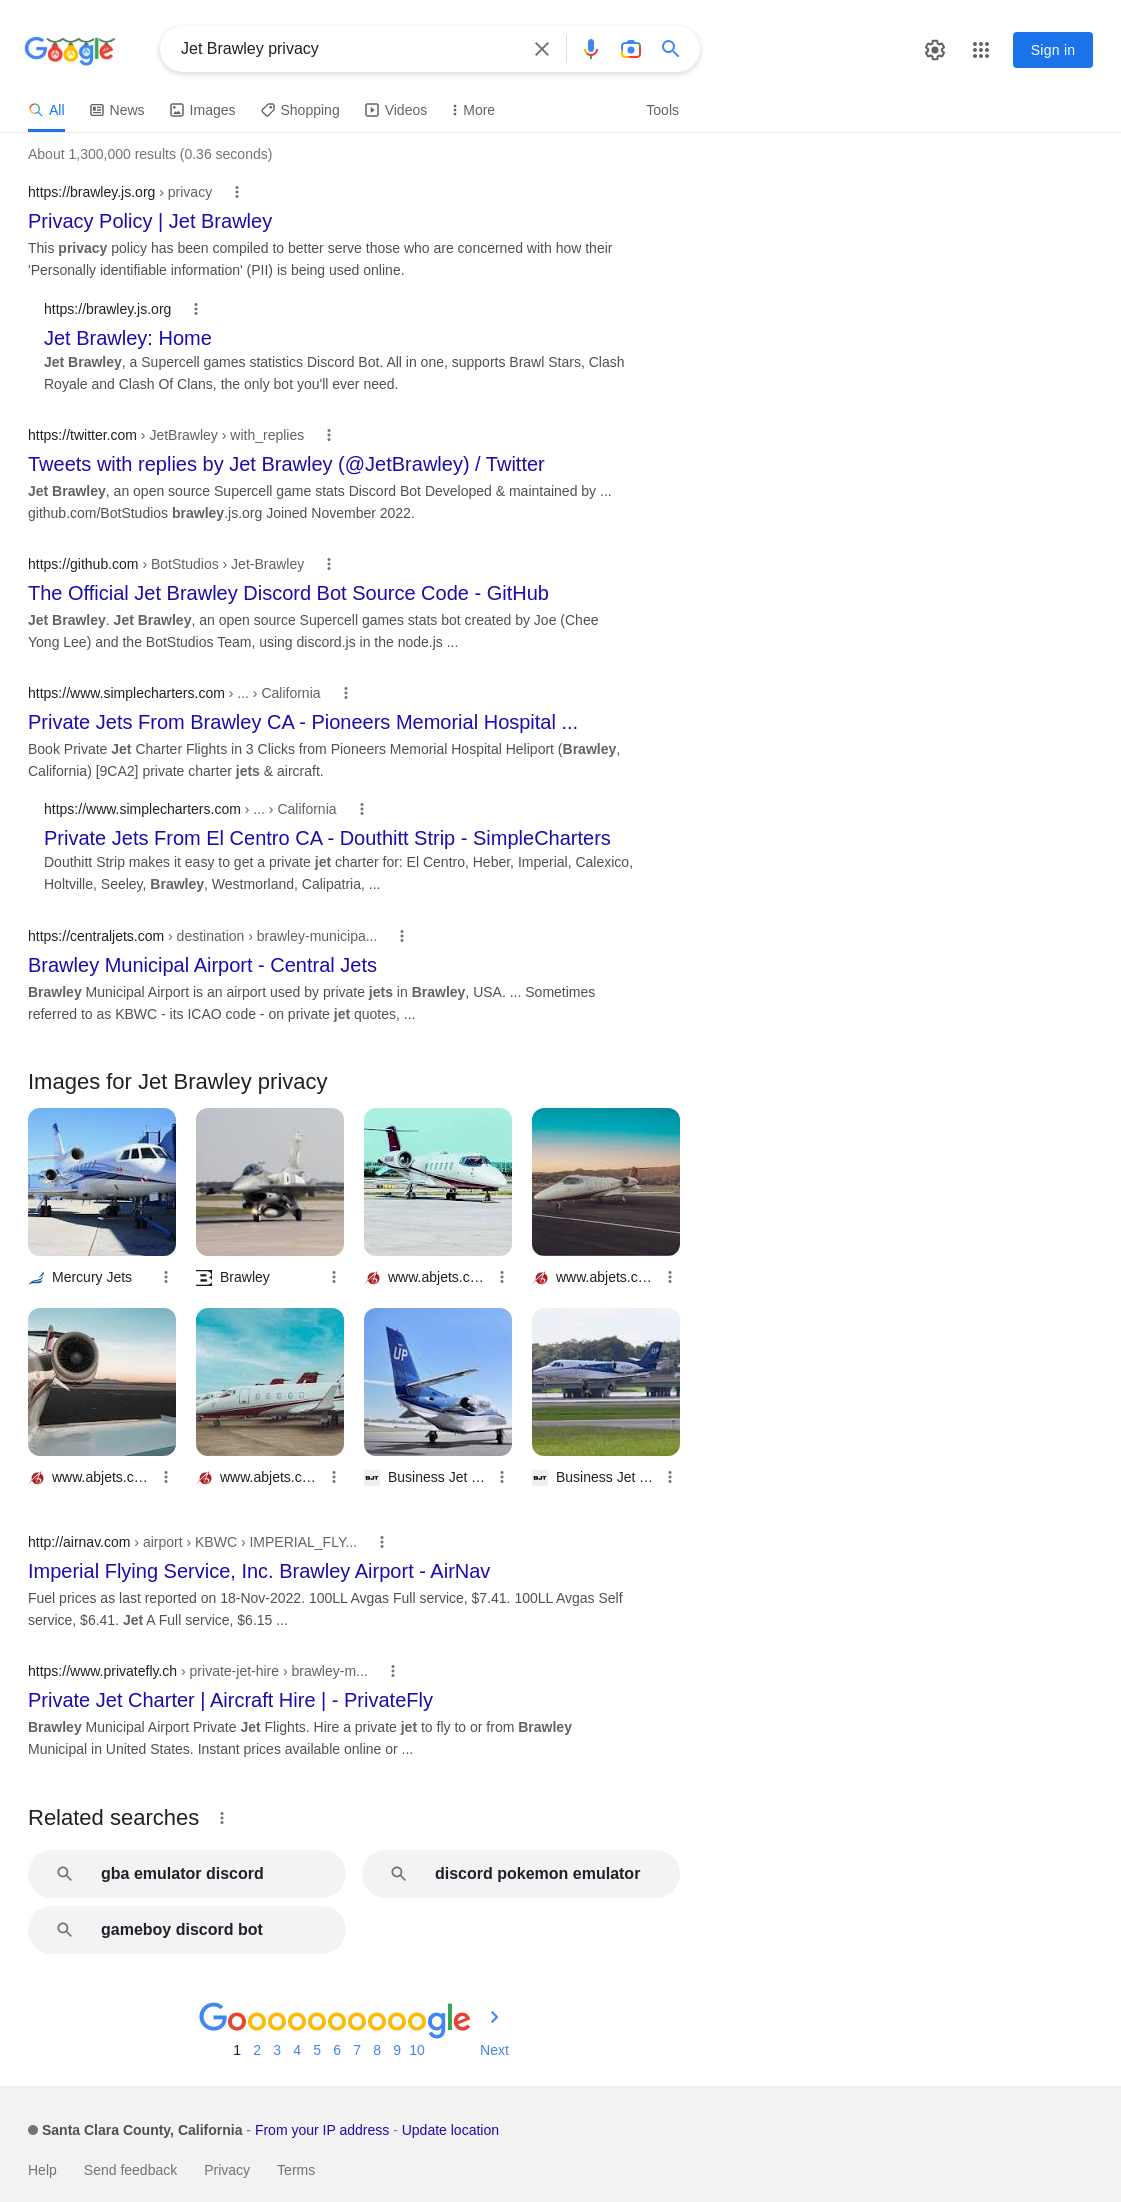 Google
Jet Brawley privacy
Sign in
All News Images Shopping Videos More Tools
About 1,300,000 results (0.36 seconds)
https://brawley.js.org › privacy
Privacy Policy | Jet Brawley
This privacy policy has been compiled to better serve those who are concerned with how their
'Personally identifiable information' (PII) is being used online.
https://brawley.js.org
Jet Brawley: Home
Jet Brawley, a Supercell games statistics Discord Bot. All in one, supports Brawl Stars, Clash
Royale and Clash Of Clans, the only bot you'll ever need.
https://twitter.com › JetBrawley › with_replies
Tweets with replies by Jet Brawley (@JetBrawley) / Twitter
Jet Brawley, an open source Supercell game stats Discord Bot Developed & maintained by ...
github.com/BotStudios brawley.js.org Joined November 2022.
https://github.com › BotStudios › Jet-Brawley
The Official Jet Brawley Discord Bot Source Code - GitHub
Jet Brawley. Jet Brawley, an open source Supercell games stats bot created by Joe (Chee
Yong Lee) and the BotStudios Team, using discord.js in the node.js ...
https://www.simplecharters.com › ... › California
Private Jets From Brawley CA - Pioneers Memorial Hospital ...
Book Private Jet Charter Flights in 3 Clicks from Pioneers Memorial Hospital Heliport (Brawley,
California) [9CA2] private charter jets & aircraft.
https://www.simplecharters.com › ... › California
Private Jets From El Centro CA - Douthitt Strip - SimpleCharters
Douthitt Strip makes it easy to get a private jet charter for: El Centro, Heber, Imperial, Calexico,
Holtville, Seeley, Brawley, Westmorland, Calipatria, ...
https://centraljets.com › destination › brawley-municipa...
Brawley Municipal Airport - Central Jets
Brawley Municipal Airport is an airport used by private jets in Brawley, USA. ... Sometimes
referred to as KBWC - its ICAO code - on private jet quotes, ...
Images for Jet Brawley privacy
Mercury Jets Brawley www.abjets.c... www.abjets.c...
UP UP
www.abjets.c... www.abjets.c... BJT Business Jet ... BJT Business Jet ...
http://airnav.com › airport › KBWC › IMPERIAL_FLY...
Imperial Flying Service, Inc. Brawley Airport - AirNav
Fuel prices as last reported on 18-Nov-2022. 100LL Avgas Full service, $7.41. 100LL Avgas Self
service, $6.41. Jet A Full service, $6.15 ...
https://www.privatefly.ch › private-jet-hire › brawley-m...
Private Jet Charter | Aircraft Hire | - PrivateFly
Brawley Municipal Airport Private Jet Flights. Hire a private jet to fly to or from Brawley
Municipal in United States. Instant prices available online or ...
Related searches
gba emulator discord discord pokemon emulator
gameboy discord bot
Goooooooooogle
1 2 3 4 5 6 7 8 9 10 Next
Santa Clara County, California - From your IP address - Update location
Help Send feedback Privacy Terms